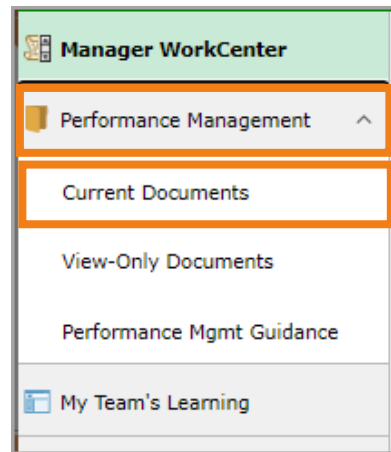 Manager WorkCenter
Performance Management
Current Documents
View-Only Documents
Performance Mgmt Guidance
My Team's Learning